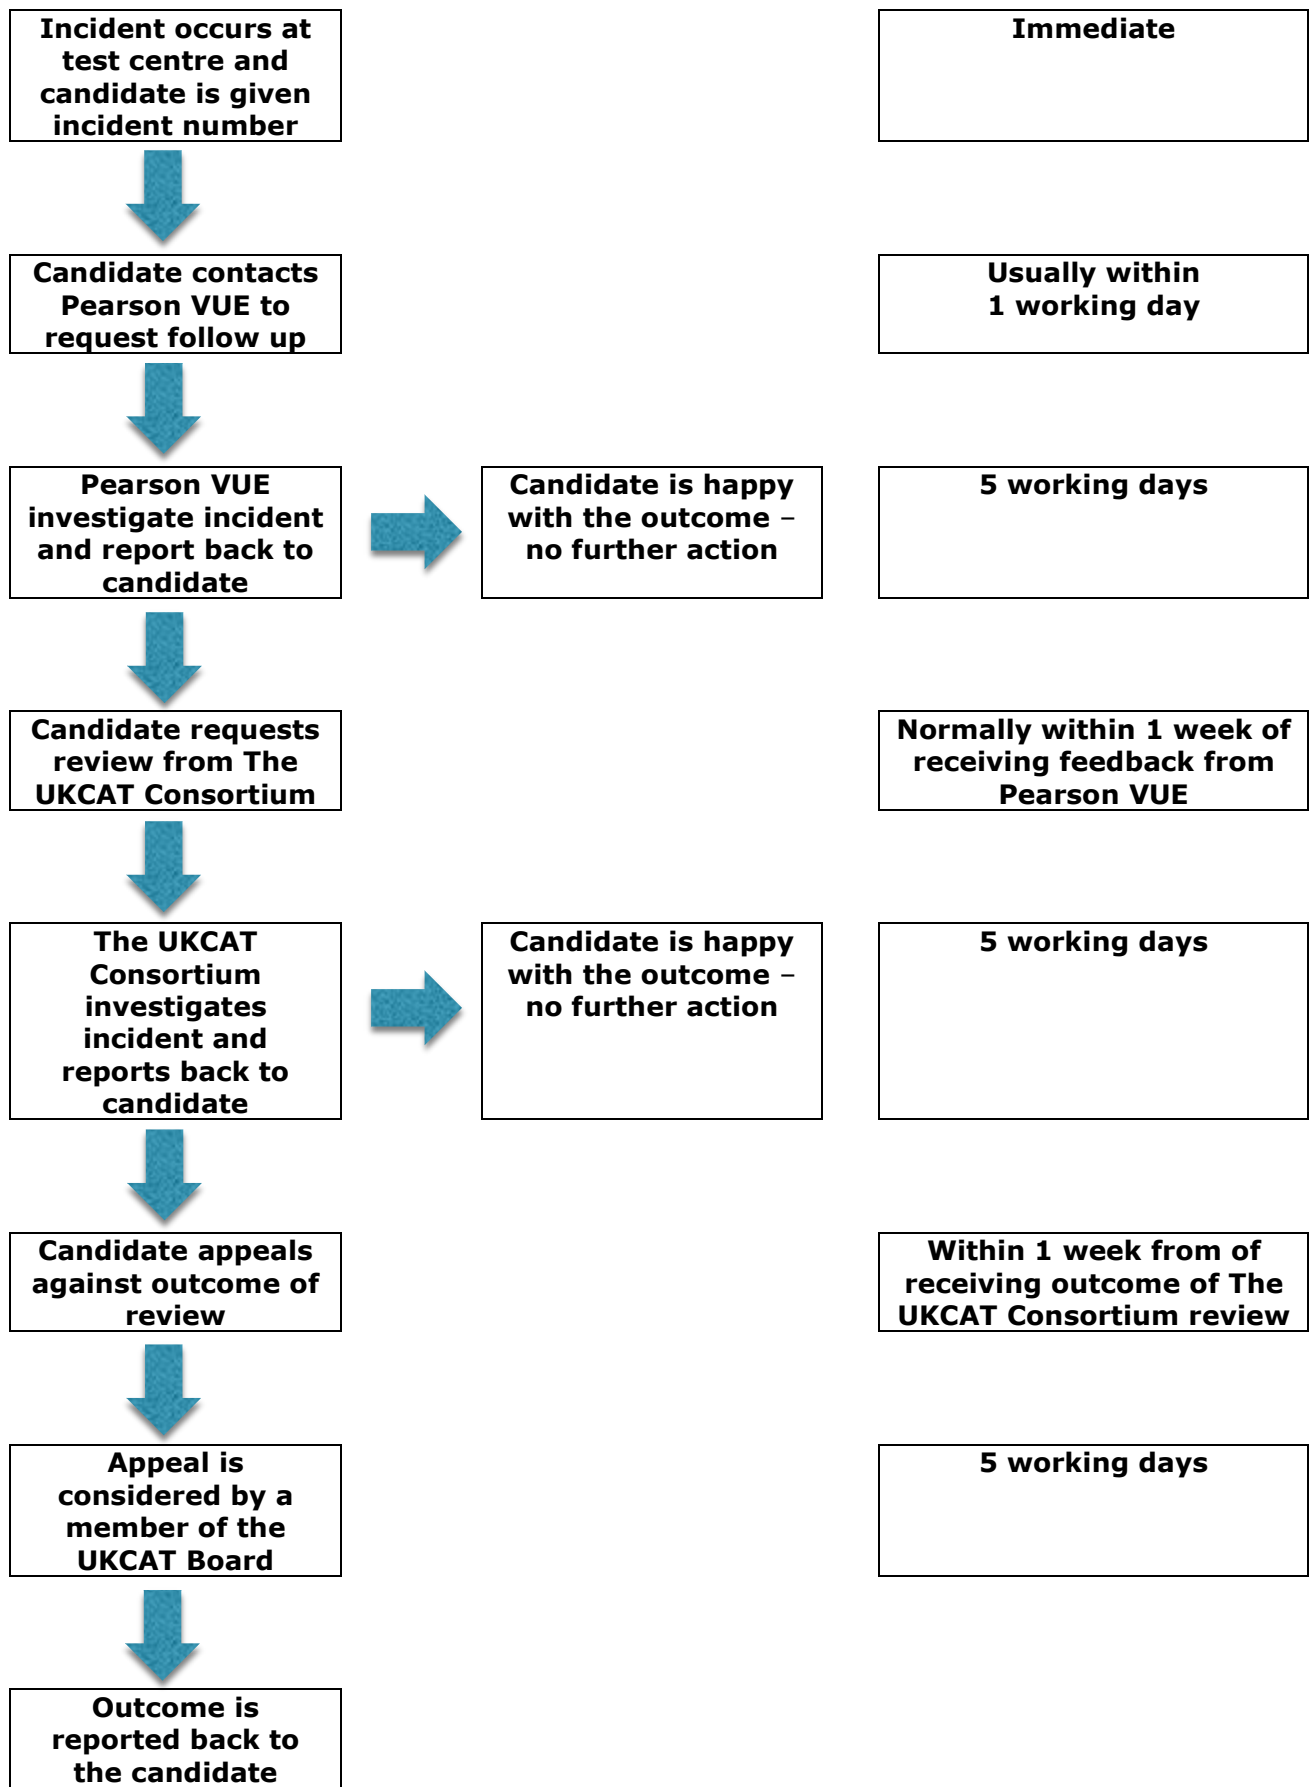 Incident occurs at
test centre and
candidate is given
incident number
Immediate
Candidate contacts
Pearson VUE to
request follow up
Usually within
1 working day
Pearson VUE
investigate incident
and report back to
candidate
Candidate is happy
with the outcome –
no further action
5 working days
Candidate requests
review from The
UKCAT Consortium
Normally within 1 week of
receiving feedback from
Pearson VUE
The UKCAT
Consortium
investigates
incident and
reports back to
candidate
Candidate is happy
with the outcome –
no further action
5 working days
Candidate appeals
against outcome of
review
Within 1 week from of
receiving outcome of The
UKCAT Consortium review
Appeal is
considered by a
member of the
UKCAT Board
5 working days
Outcome is
reported back to
the candidate